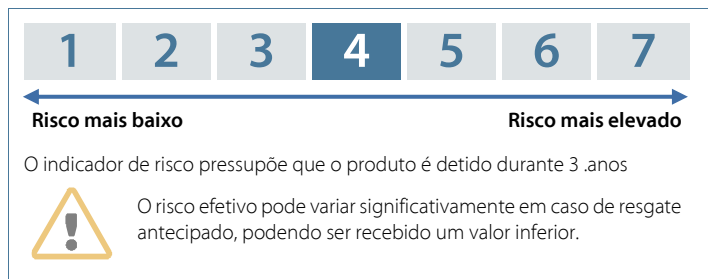 1 2 3 4 5 6 7
Risco mais baixo Risco mais elevado
O indicador de risco pressupõe que o produto é detido durante 3 .anos
!
O risco efetivo pode variar significativamente em caso de resgate
antecipado, podendo ser recebido um valor inferior.